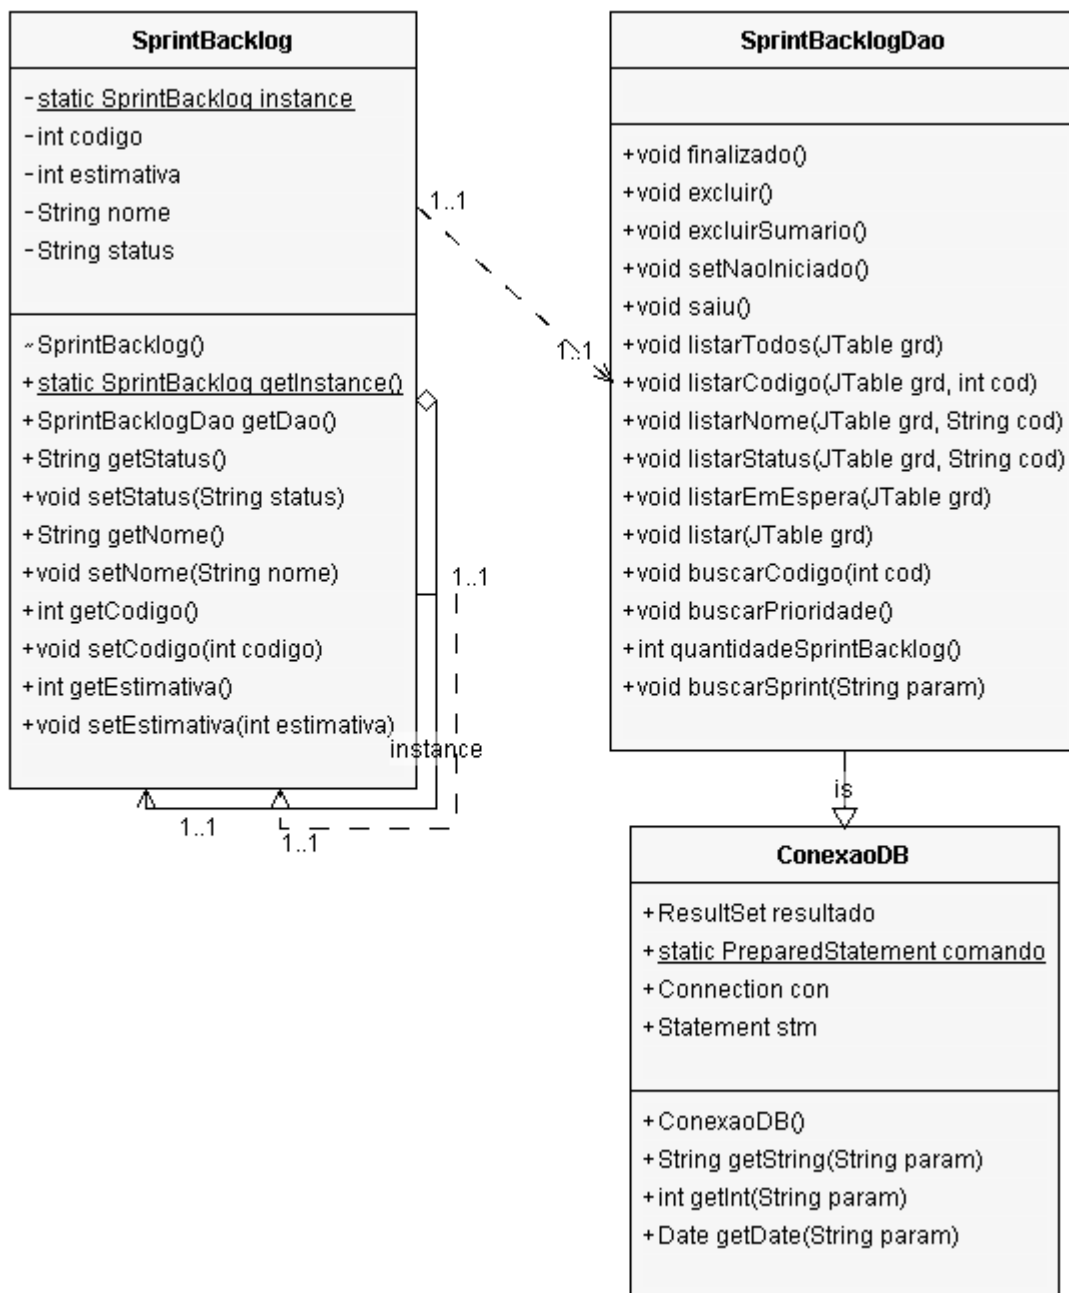 SprintBacklog
-static SprintBacklog instance
-int codigo
-int estimativa
-String nome
-String status
~SprintBacklog()
+static SprintBacklog getInstance()
+SprintBacklogDao getDao()
+String getStatus()
+void setStatus(String status)
+String getNome()
+void setNome(String nome)
+int getCodigo()
+void setCodigo(int codigo)
+int getEstimativa()
+void setEstimativa(int estimativa)
1..1
1..1
1..1
instance
1..1
1..1
SprintBacklogDao
+void finalizado()
+void excluir()
+void excluirSumario()
+void setNaoIniciado()
+void saiu()
+void listarTodos(JTable grd)
+void listarCodigo(JTable grd, int cod)
+void listarNome(JTable grd, String cod)
+void listarStatus(JTable grd, String cod)
+void listarEmEspera(JTable grd)
+void listar(JTable grd)
+void buscarCodigo(int cod)
+void buscarPrioridade()
+int quantidadeSprintBacklog()
+void buscarSprint(String param)
is
ConexaoDB
+ResultSet resultado
+static PreparedStatement comando
+Connection con
+Statement stm
+ConexaoDB()
+String getString(String param)
+int getInt(String param)
+Date getDate(String param)